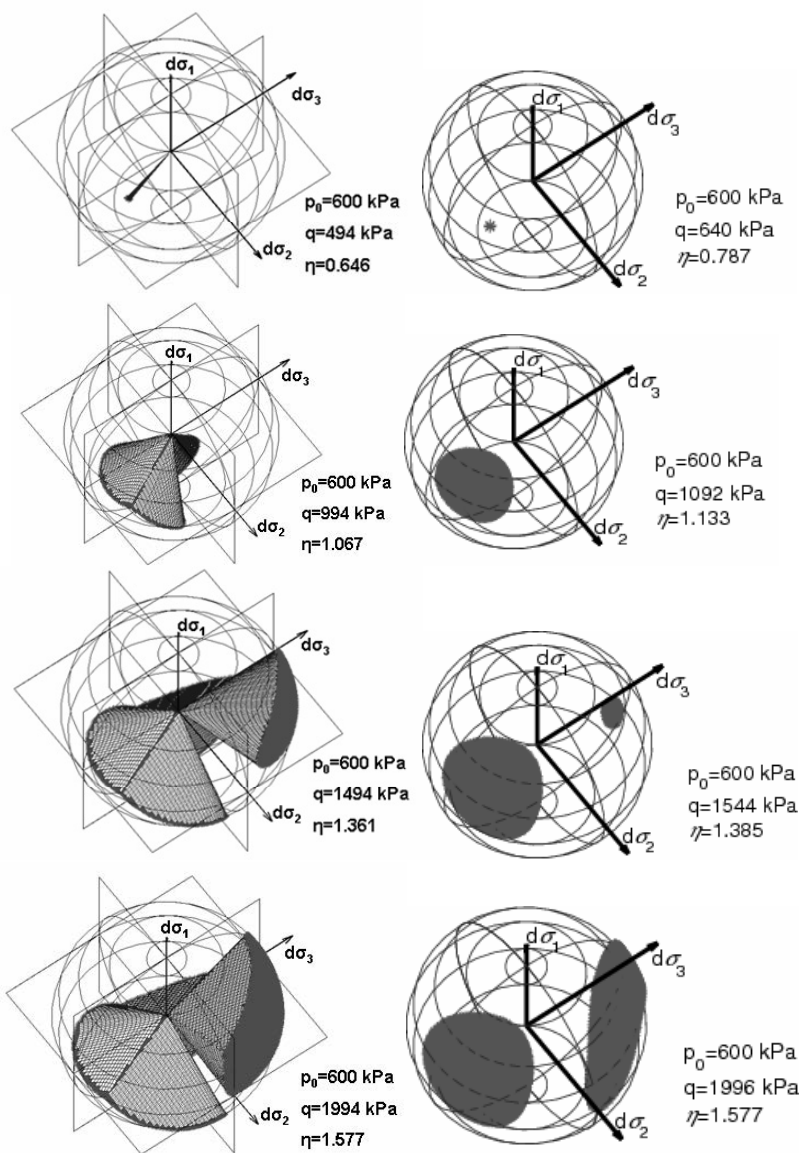 dσ₁
dσ₃
dσ₂
p₀=600 kPa
q=494 kPa
η=0.646
dσ₁
dσ₃
dσ₂
p₀=600 kPa
q=640 kPa
η=0.787
dσ₁
dσ₃
dσ₂
p₀=600 kPa
q=994 kPa
η=1.067
dσ₁
dσ₃
dσ₂
p₀=600 kPa
q=1092 kPa
η=1.133
dσ₁
dσ₃
dσ₂
p₀=600 kPa
q=1494 kPa
η=1.361
dσ₁
dσ₃
dσ₂
p₀=600 kPa
q=1544 kPa
η=1.385
dσ₁
dσ₃
dσ₂
p₀=600 kPa
q=1994 kPa
η=1.577
dσ₁
dσ₃
dσ₂
p₀=600 kPa
q=1996 kPa
η=1.577